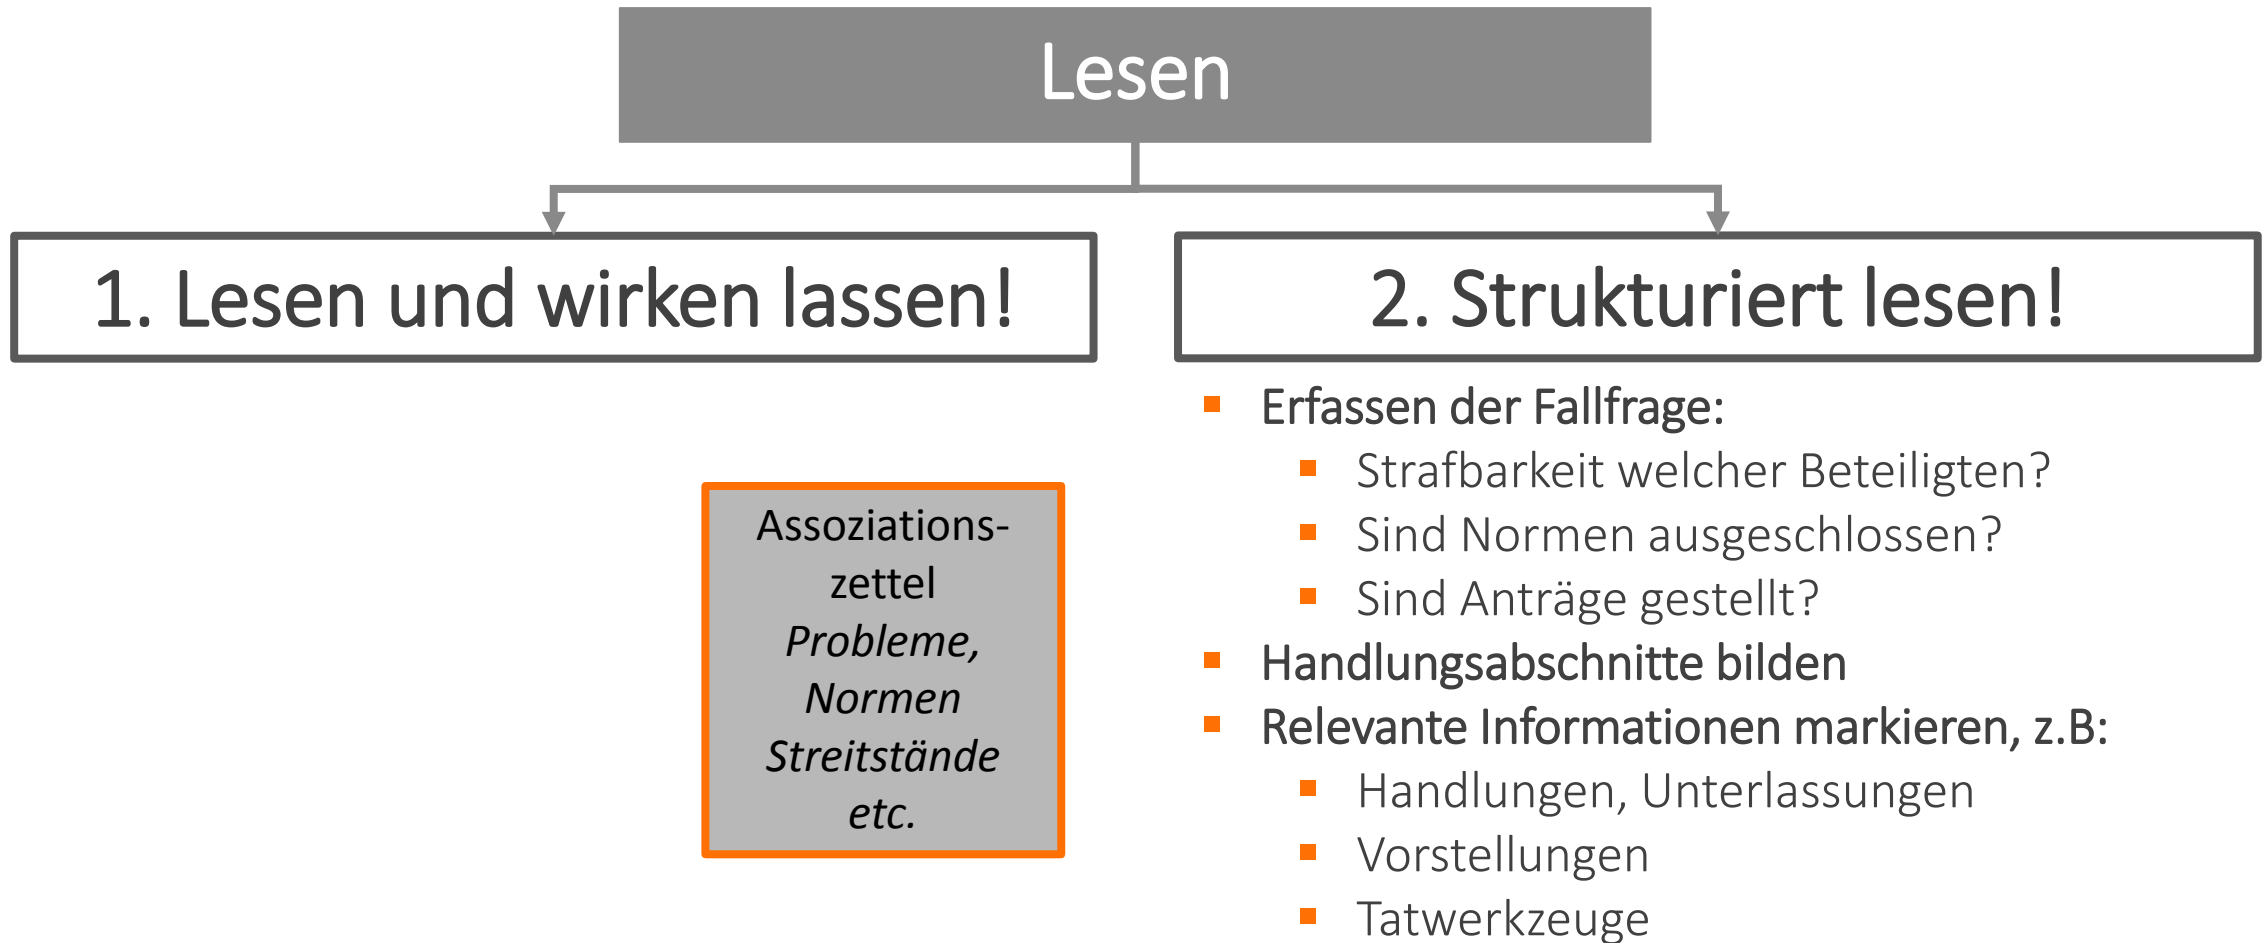 Lesen
1. Lesen und wirken lassen!
Assoziations-
zettel
Probleme,
Normen
Streitstände
etc.
2. Strukturiert lesen!
Erfassen der Fallfrage:
Strafbarkeit welcher Beteiligten?
Sind Normen ausgeschlossen?
Sind Anträge gestellt?
Handlungsabschnitte bilden
Relevante Informationen markieren, z.B:
Handlungen, Unterlassungen
Vorstellungen
Tatwerkzeuge